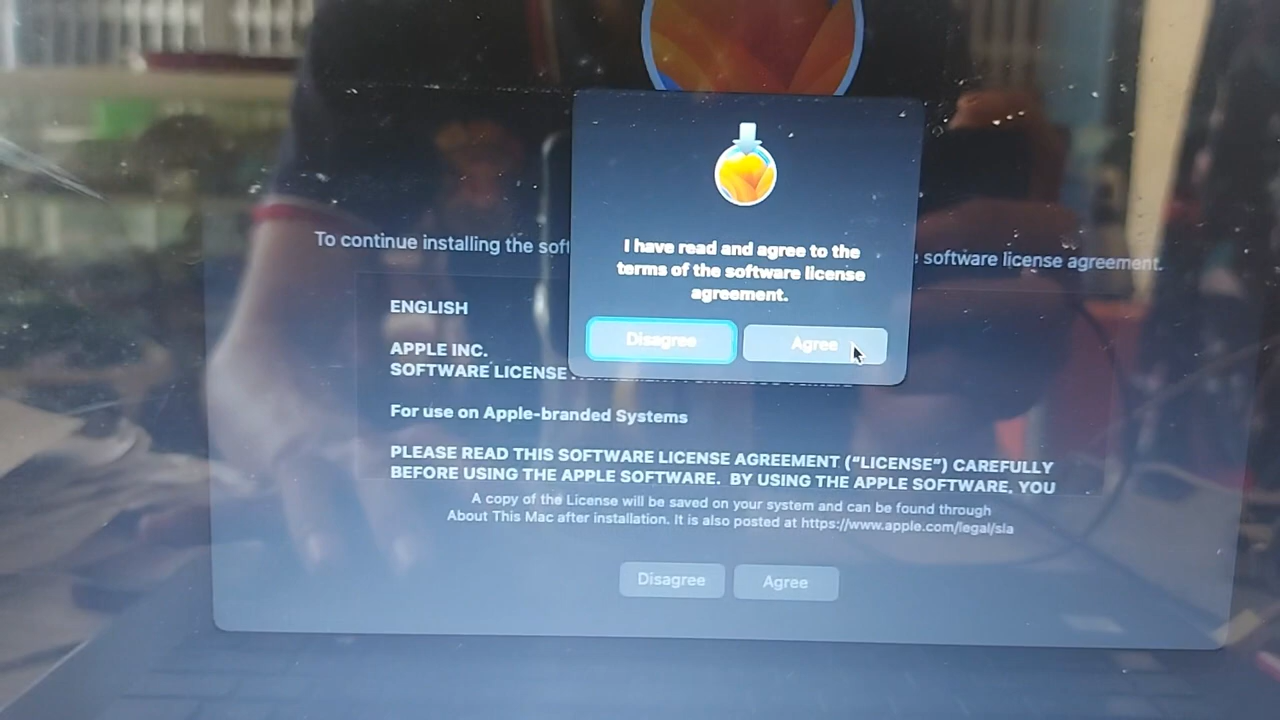 To continue installing the soft
software license agreement.
I have read and agree to the
terms of the software license
agreement.
Disagree
Agree
ENGLISH
APPLE INC.
SOFTWARE LICENSE
For use on Apple-branded Systems
PLEASE READ THIS SOFTWARE LICENSE AGREEMENT (“LICENSE”) CAREFULLY
BEFORE USING THE APPLE SOFTWARE. BY USING THE APPLE SOFTWARE, YOU
A copy of the License will be saved on your system and can be found through
About This Mac after installation. It is also posted at https://www.apple.com/legal/sla
Disagree
Agree